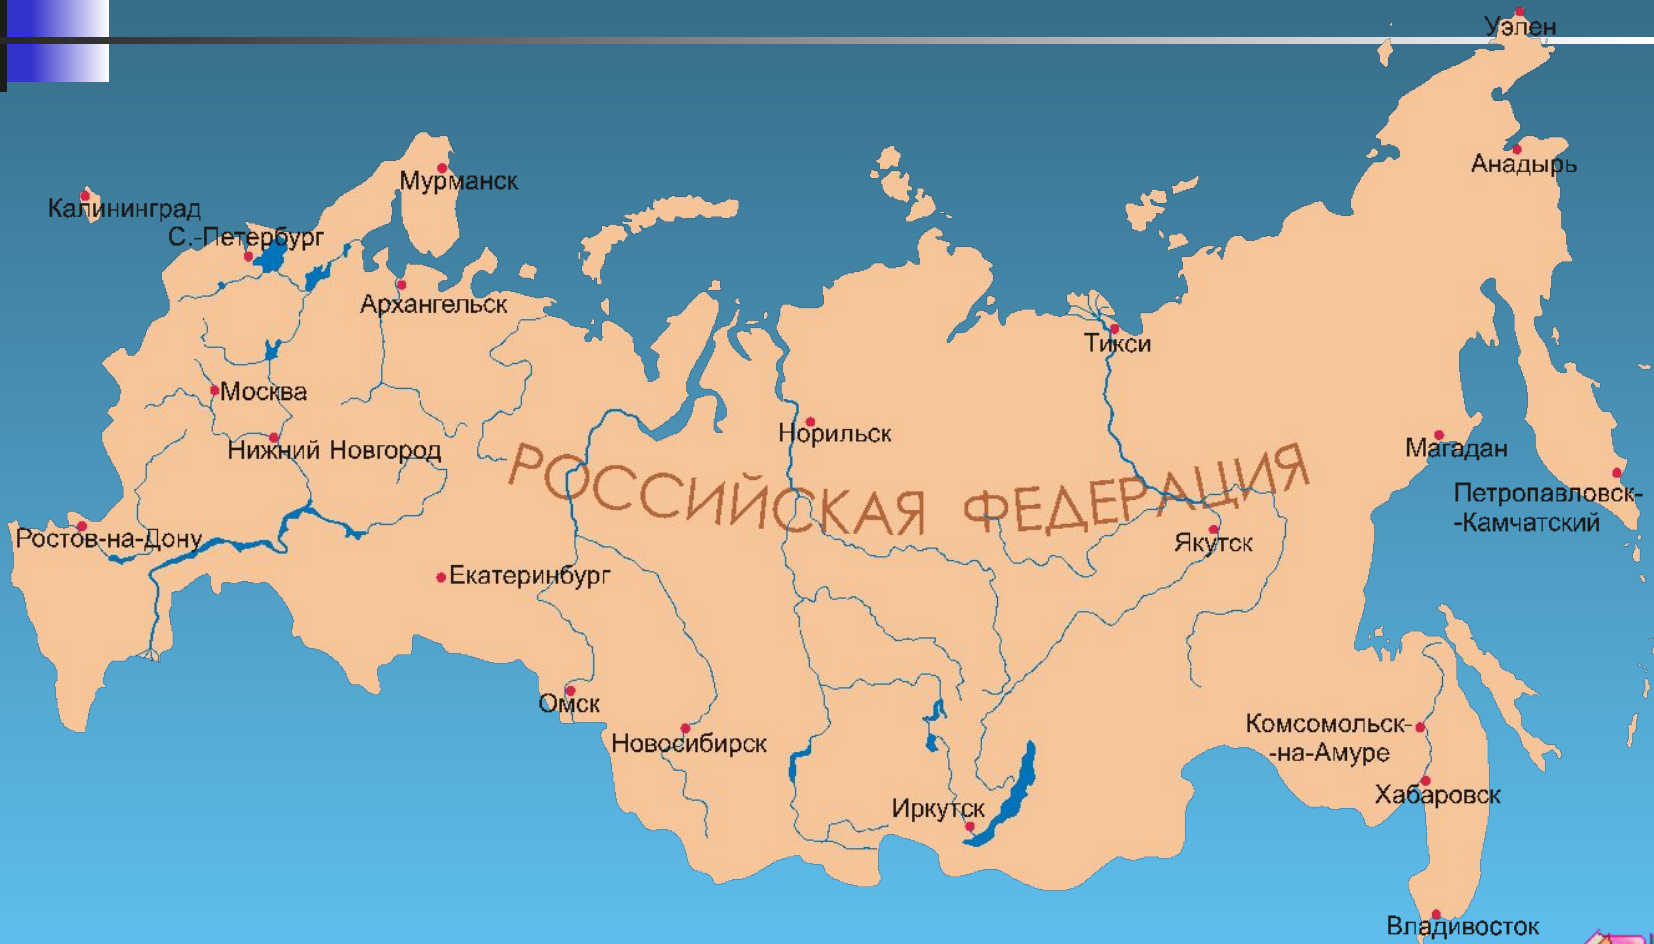 Уэлен
Анадырь
Мурманск
Калининград
С.-Петербург
Архангельск
Тикси
Москва
Норильск
Нижний Новгород
Магадан
РОССИЙСКАЯ ФЕДЕРАЦИЯ
Петропавловск-
-Камчатский
Ростов-на-Дону
Якутск
Екатеринбург
Омск
Новосибирск
Комсомольск-
-на-Амуре
Хабаровск
Иркутск
Владивосток